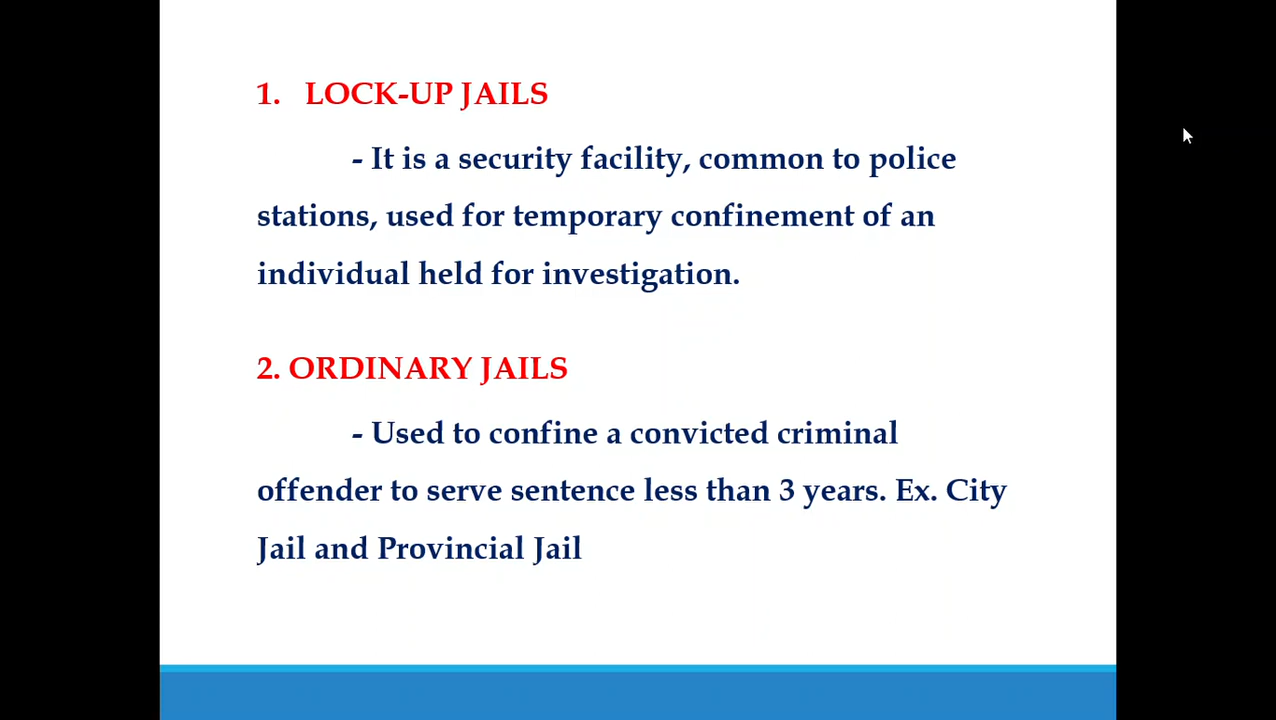 1. LOCK-UP JAILS
- It is a security facility, common to police
stations, used for temporary confinement of an
individual held for investigation.
2. ORDINARY JAILS
- Used to confine a convicted criminal
offender to serve sentence less than 3 years. Ex. City
Jail and Provincial Jail